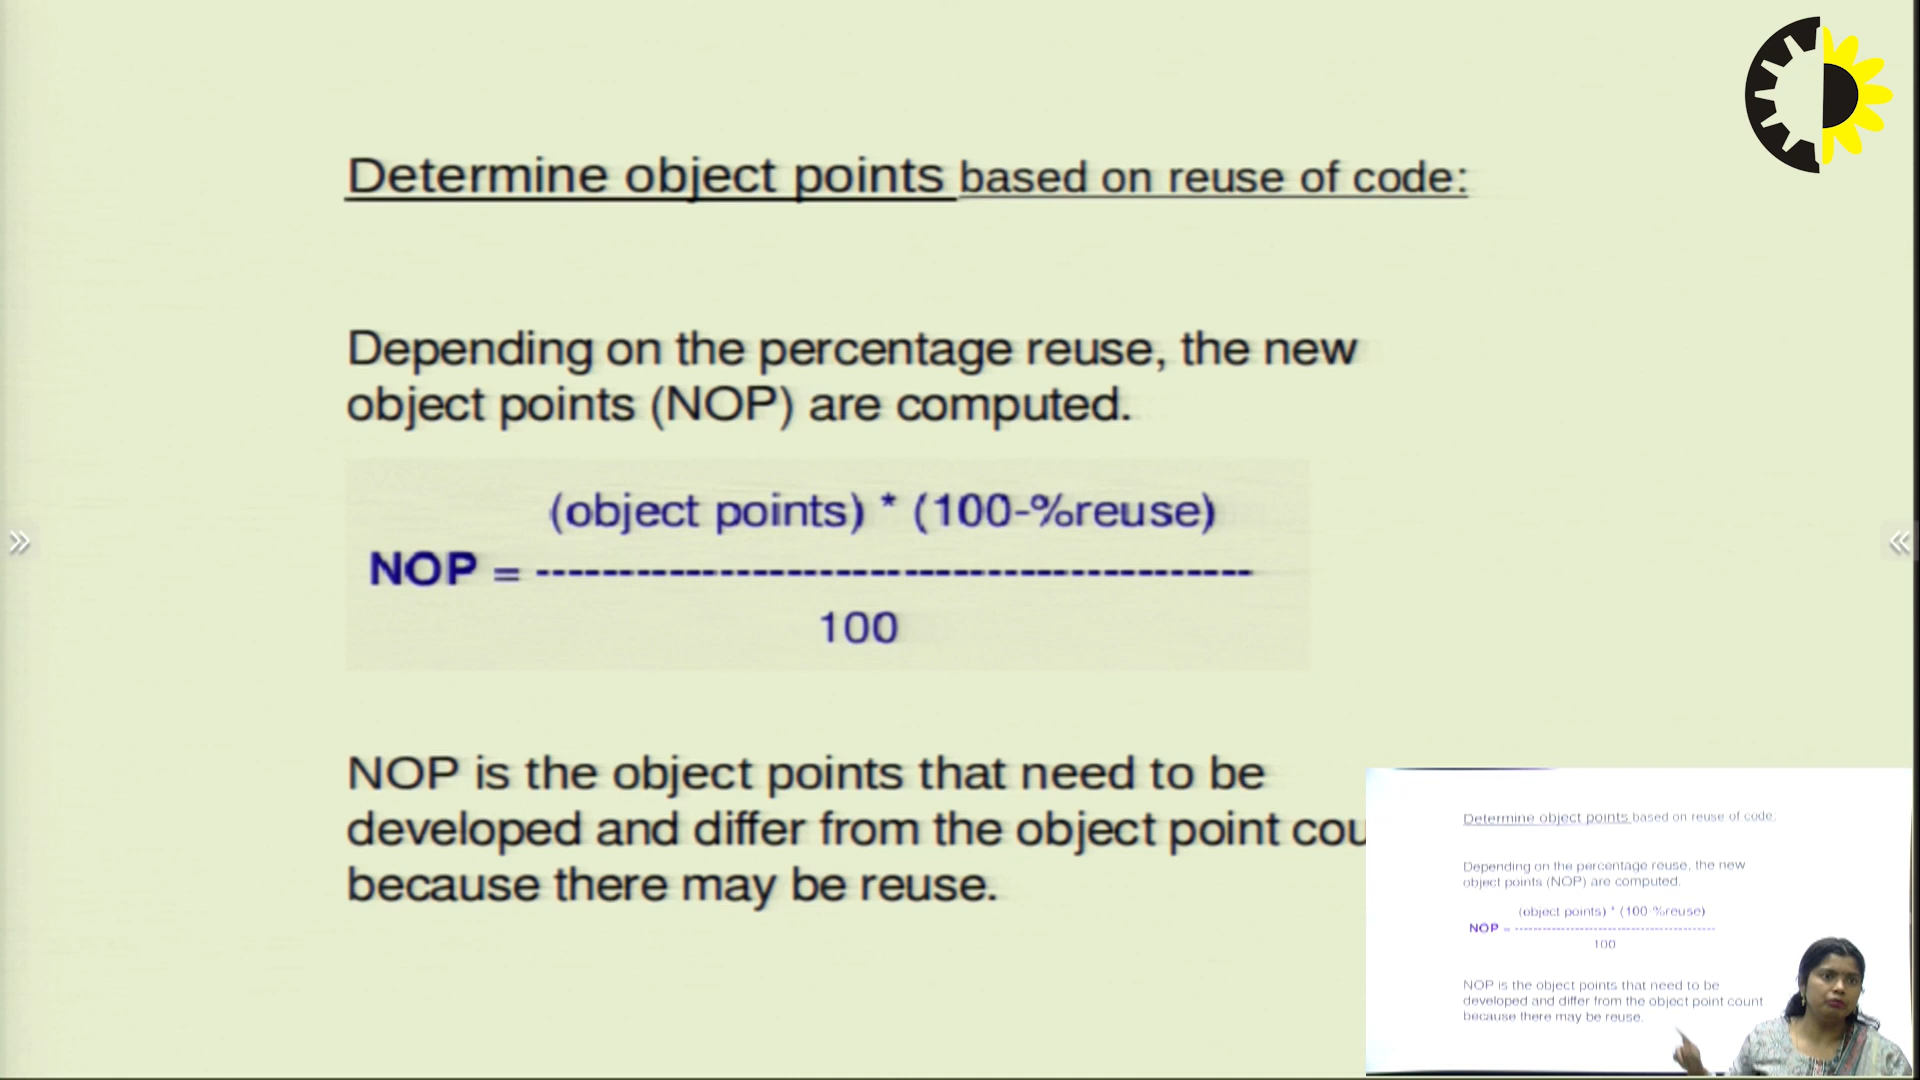 Determine object points based on reuse of code:
Depending on the percentage reuse, the new
object points (NOP) are computed.
(object points) * (100-%reuse)
NOP = --------------------------------------------
100
NOP is the object points that need to be
developed and differ from the object point cou
because there may be reuse.
Determine object points based on reuse of code:
Depending on the percentage reuse, the new
object points (NOP) are computed.
(object points) * (100-%reuse)
NOP = --------------------------------------------
100
NOP is the object points that need to be
developed and differ from the object point count
because there may be reuse.